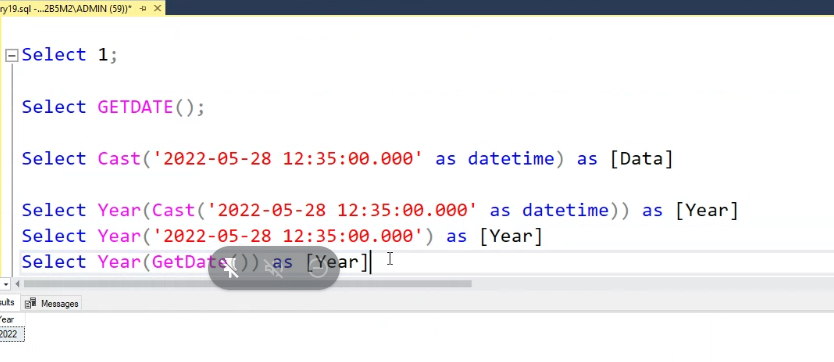 ry19.sql -...2B5M2\ADMIN (59))*
Select 1;
Select GETDATE();
Select Cast('2022-05-28 12:35:00.000' as datetime) as [Data]
Select Year(Cast('2022-05-28 12:35:00.000' as datetime)) as [Year]
Select Year('2022-05-28 12:35:00.000') as [Year]
Select Year(GetDate()) as [Year]
sults Messages
Year
2022